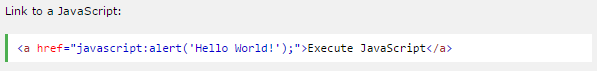 Link to a JavaScript:
<a href="javascript:alert('Hello World!');">Execute JavaScript</a>